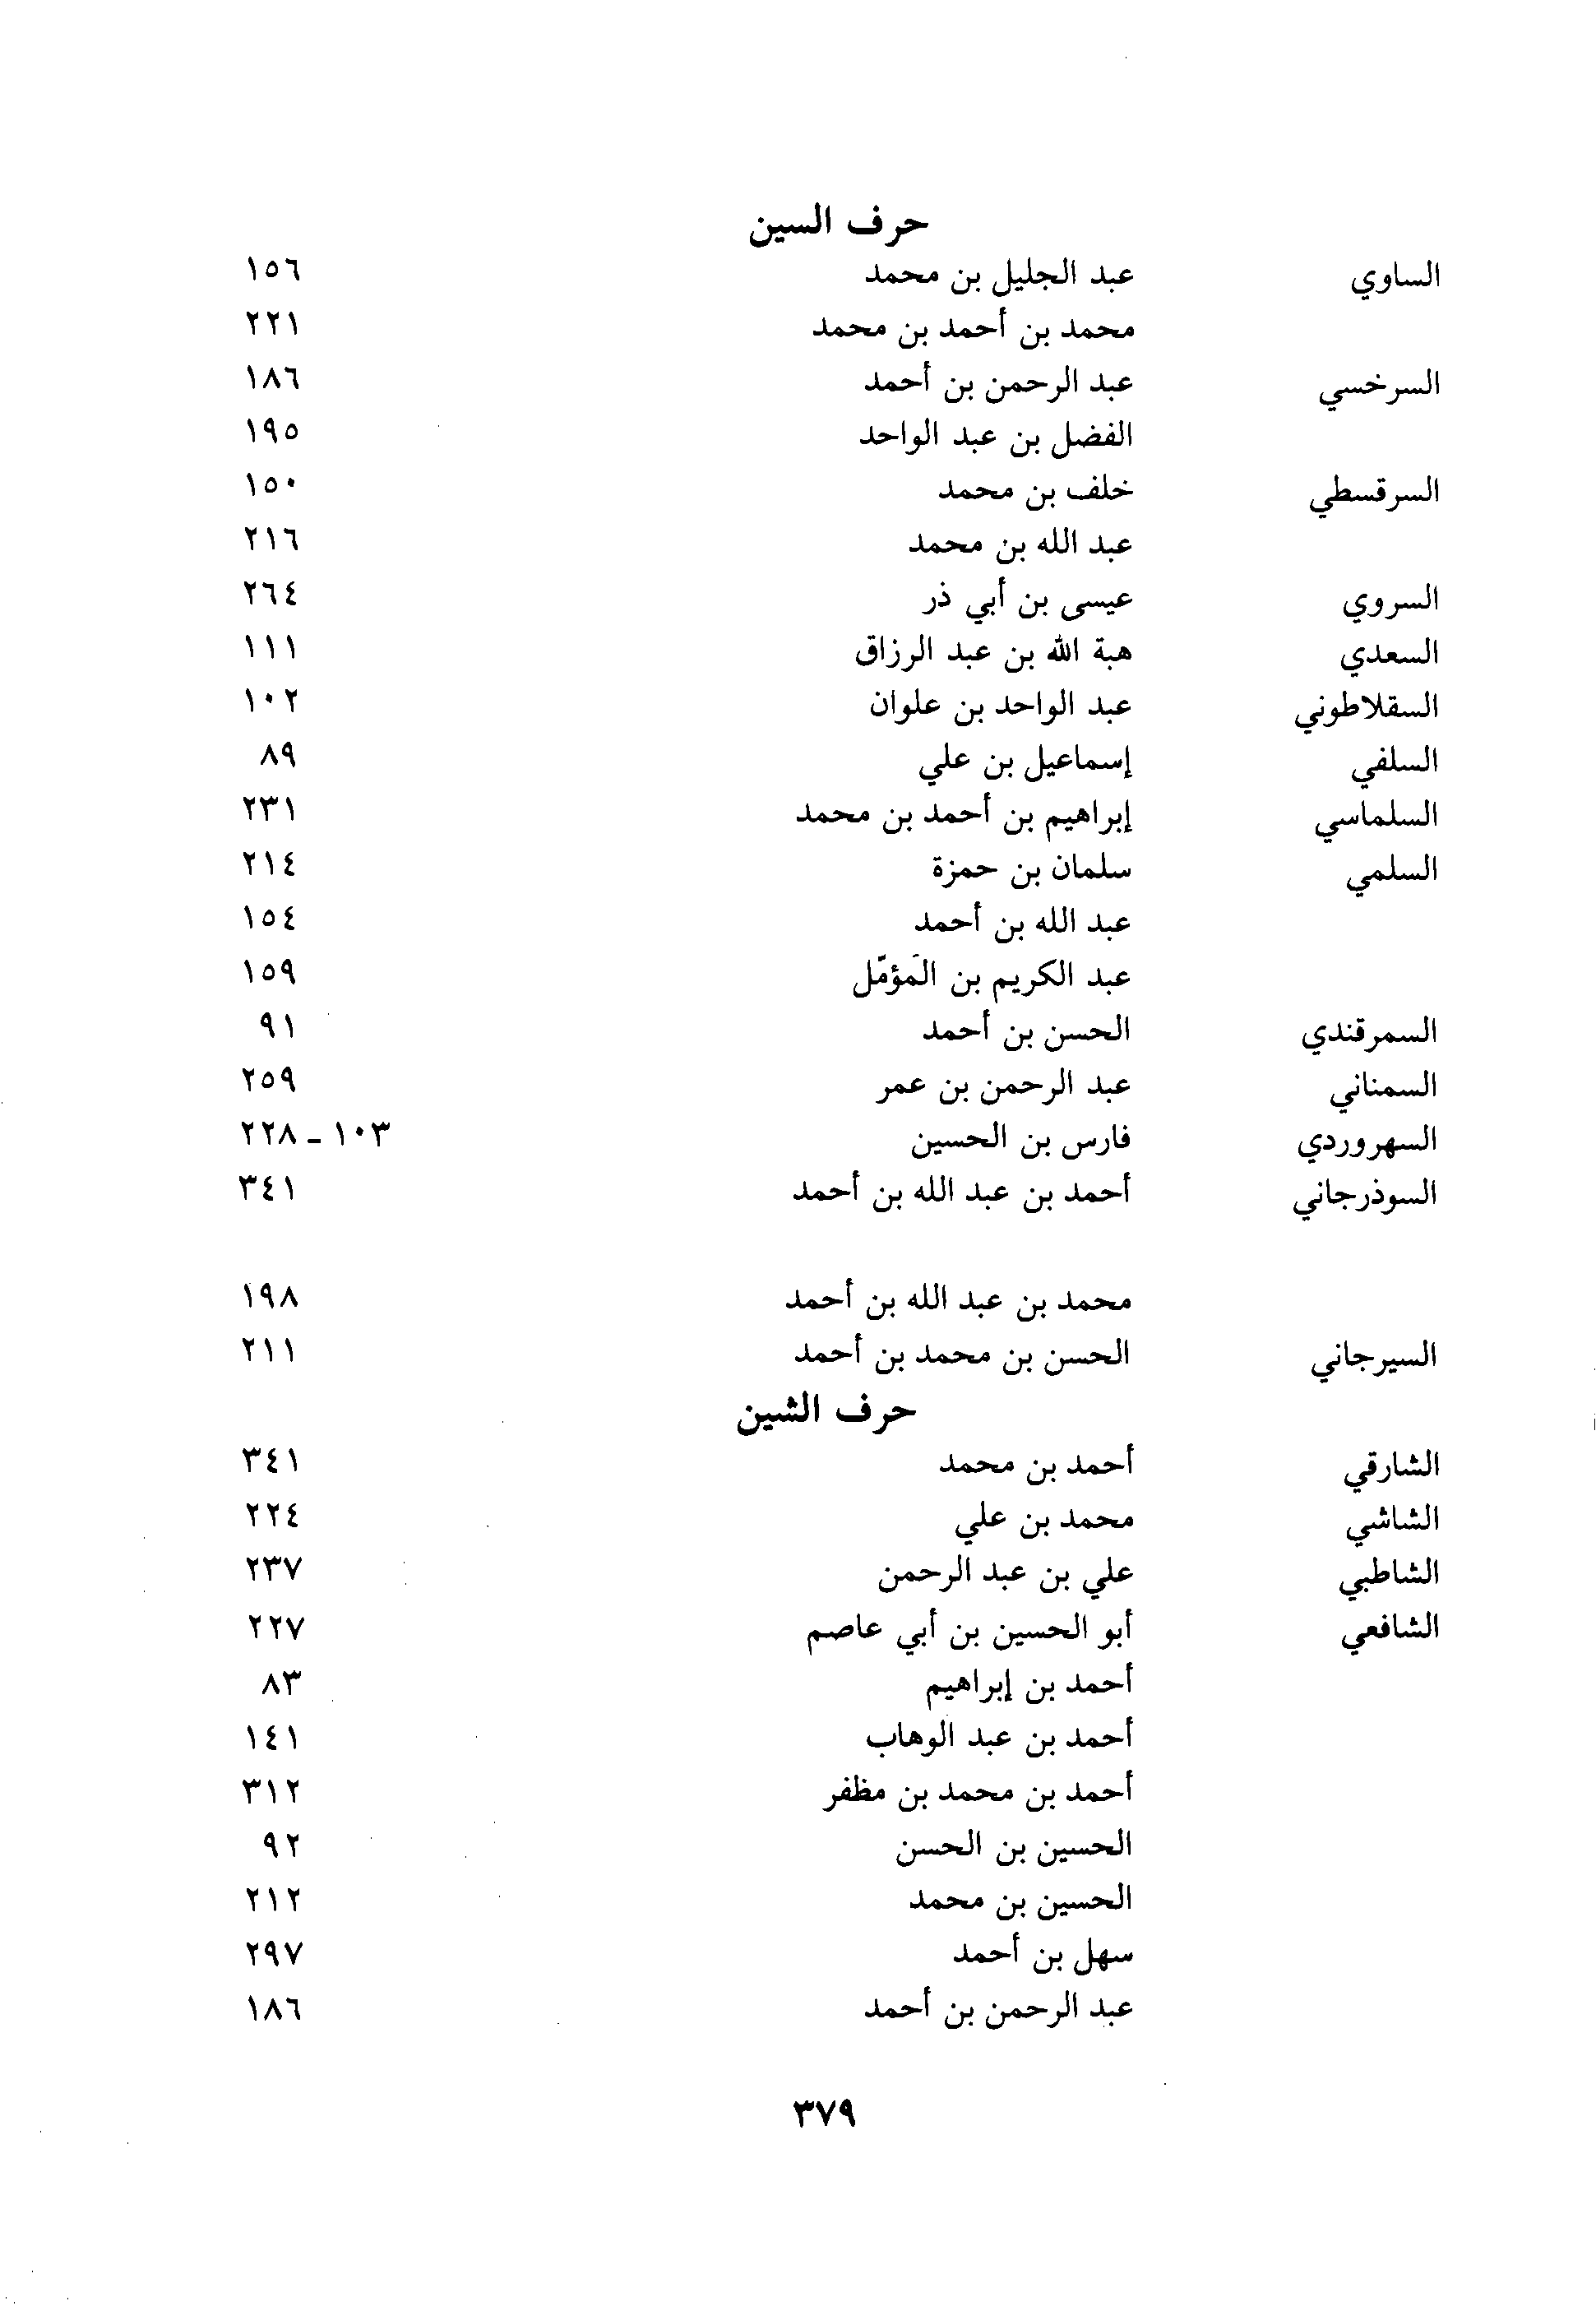 حرف السين
الساوي عبد الجليل بن محمد ١٥٦
محمد بن أحمد بن محمد ٢٢١
السرخسي عبد الرحمن بن أحمد ١٨٦
الفضل بن عبد الواحد ١٩٥
السرقسطي خلف بن محمد ١٥٠
عبد الله بن محمد ٢١٦
السروي عيسى بن أبي ذر ٢٦٤
السعدي هبة الله بن عبد الرزاق ١١١
السقلاطوني عبد الواحد بن علوان ١٠٢
السلفي إسماعيل بن علي ٨٩
السلماسي إبراهيم بن أحمد بن محمد ٢٣١
السلمي سلمان بن حمزة ٢١٤
عبد الله بن أحمد ١٥٤
عبد الكريم بن المَؤمّل ١٥٩
السمرقندي الحسن بن أحمد ٩١
السمناني عبد الرحمن بن عمر ٢٥٩
السهروردي فارس بن الحسين ١٠٣ - ٢٢٨
السوذرجاني أحمد بن عبد الله بن أحمد ٣٤١
محمد بن عبد الله بن أحمد ١٩٨
السيرجاني الحسن بن محمد بن أحمد ٢١١
حرف الشين
الشارقي أحمد بن محمد ٣٤١
الشاشي محمد بن علي ٢٢٤
الشاطبي علي بن عبد الرحمن ٢٣٧
الشافعي أبو الحسين بن أبي عاصم ٢٢٧
أحمد بن إبراهيم ٨٣
أحمد بن عبد الوهاب ١٤١
أحمد بن محمد بن مظفر ٣١٢
الحسين بن الحسن ٩٢
الحسين بن محمد ٢١٢
سهل بن أحمد ٢٩٧
عبد الرحمن بن أحمد ١٨٦
٣٧٩